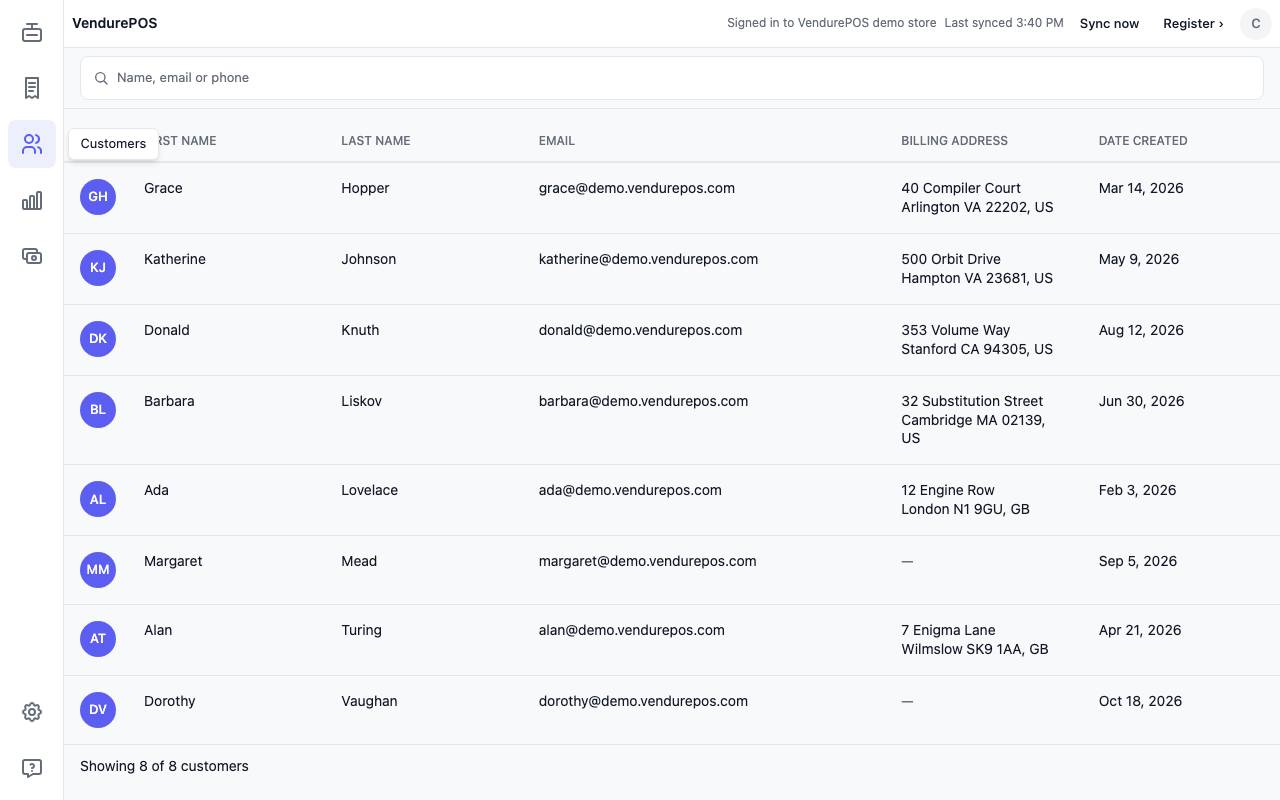 VendurePOS
Signed in to VendurePOS demo store Last synced 3:40 PM Sync now Register › C
Name, email or phone
Customers
RST NAME LAST NAME EMAIL BILLING ADDRESS DATE CREATED
GH Grace Hopper grace@demo.vendurepos.com 40 Compiler Court Mar 14, 2026
Arlington VA 22202, US
KJ Katherine Johnson katherine@demo.vendurepos.com 500 Orbit Drive May 9, 2026
Hampton VA 23681, US
DK Donald Knuth donald@demo.vendurepos.com 353 Volume Way Aug 12, 2026
Stanford CA 94305, US
BL Barbara Liskov barbara@demo.vendurepos.com 32 Substitution Street Jun 30, 2026
Cambridge MA 02139,
US
AL Ada Lovelace ada@demo.vendurepos.com 12 Engine Row Feb 3, 2026
London N1 9GU, GB
MM Margaret Mead margaret@demo.vendurepos.com — Sep 5, 2026
AT Alan Turing alan@demo.vendurepos.com 7 Enigma Lane Apr 21, 2026
Wilmslow SK9 1AA, GB
DV Dorothy Vaughan dorothy@demo.vendurepos.com — Oct 18, 2026
Showing 8 of 8 customers